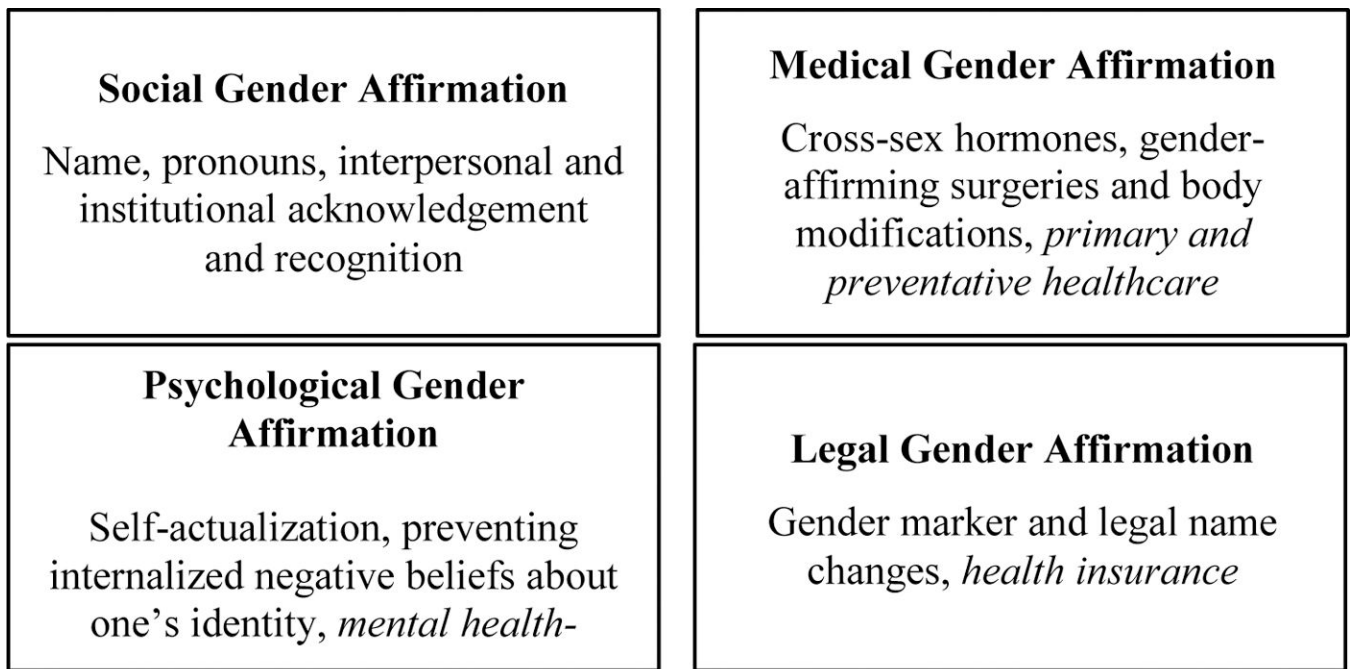 Social Gender Affirmation
Name, pronouns, interpersonal and
institutional acknowledgement
and recognition
Medical Gender Affirmation
Cross-sex hormones, gender-
affirming surgeries and body
modifications, primary and
preventative healthcare
Psychological Gender
Affirmation
Self-actualization, preventing
internalized negative beliefs about
one’s identity, mental health-
Legal Gender Affirmation
Gender marker and legal name
changes, health insurance